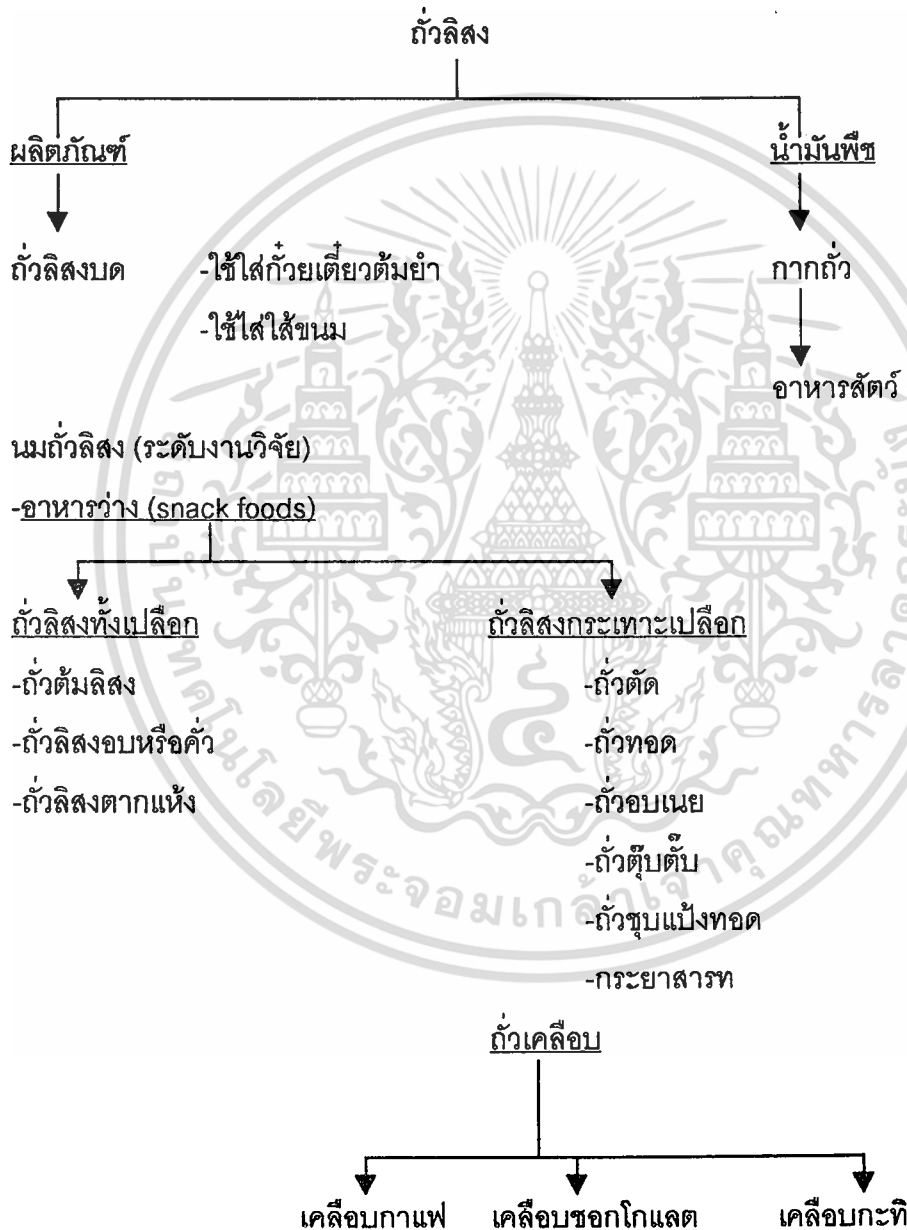 ถั่วลิสง
ผลิตภัณฑ์ น้ำมันพืช
ถั่วลิสงบด -ใช้ใส่ก๋วยเตี๋ยวต้มยำ กากถั่ว
-ใช้ใส่ใส้ขนม
อาหารสัตว์
นมถั่วลิสง (ระดับงานวิจัย)
-อาหารว่าง (snack foods)
ถั่วลิสงทั้งเปลือก ถั่วลิสงกระเทาะเปลือก
-ถั่วต้มลิสง -ถั่วตัด
-ถั่วลิสงอบหรือคั่ว -ถั่วทอด
-ถั่วลิสงตากแห้ง -ถั่วอบเนย
-ถั่วตุ๊บตั๊บ
-ถั่วชุบแป้งทอด
-กระยาสารท
ถั่วเคลือบ
เคลือบกาแฟ เคลือบชอกโกแลต เคลือบกะทิ